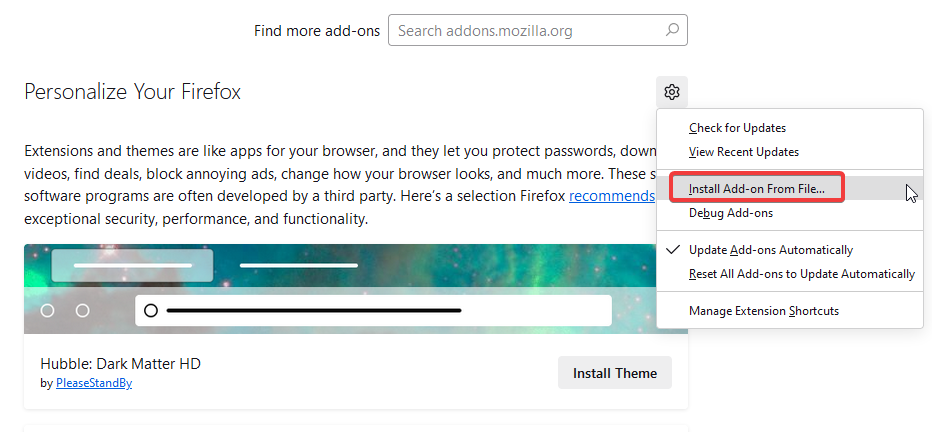 Find more add-ons
Search addons.mozilla.org
Personalize Your Firefox
Extensions and themes are like apps for your browser, and they let you protect passwords, down
videos, find deals, block annoying ads, change how your browser looks, and much more. These s
software programs are often developed by a third party. Here's a selection Firefox recommends
exceptional security, performance, and functionality.
Check for Updates
View Recent Updates
Install Add-on From File...
Debug Add-ons
Update Add-ons Automatically
Reset All Add-ons to Update Automatically
Manage Extension Shortcuts
Hubble: Dark Matter HD
by PleaseStandBy
Install Theme